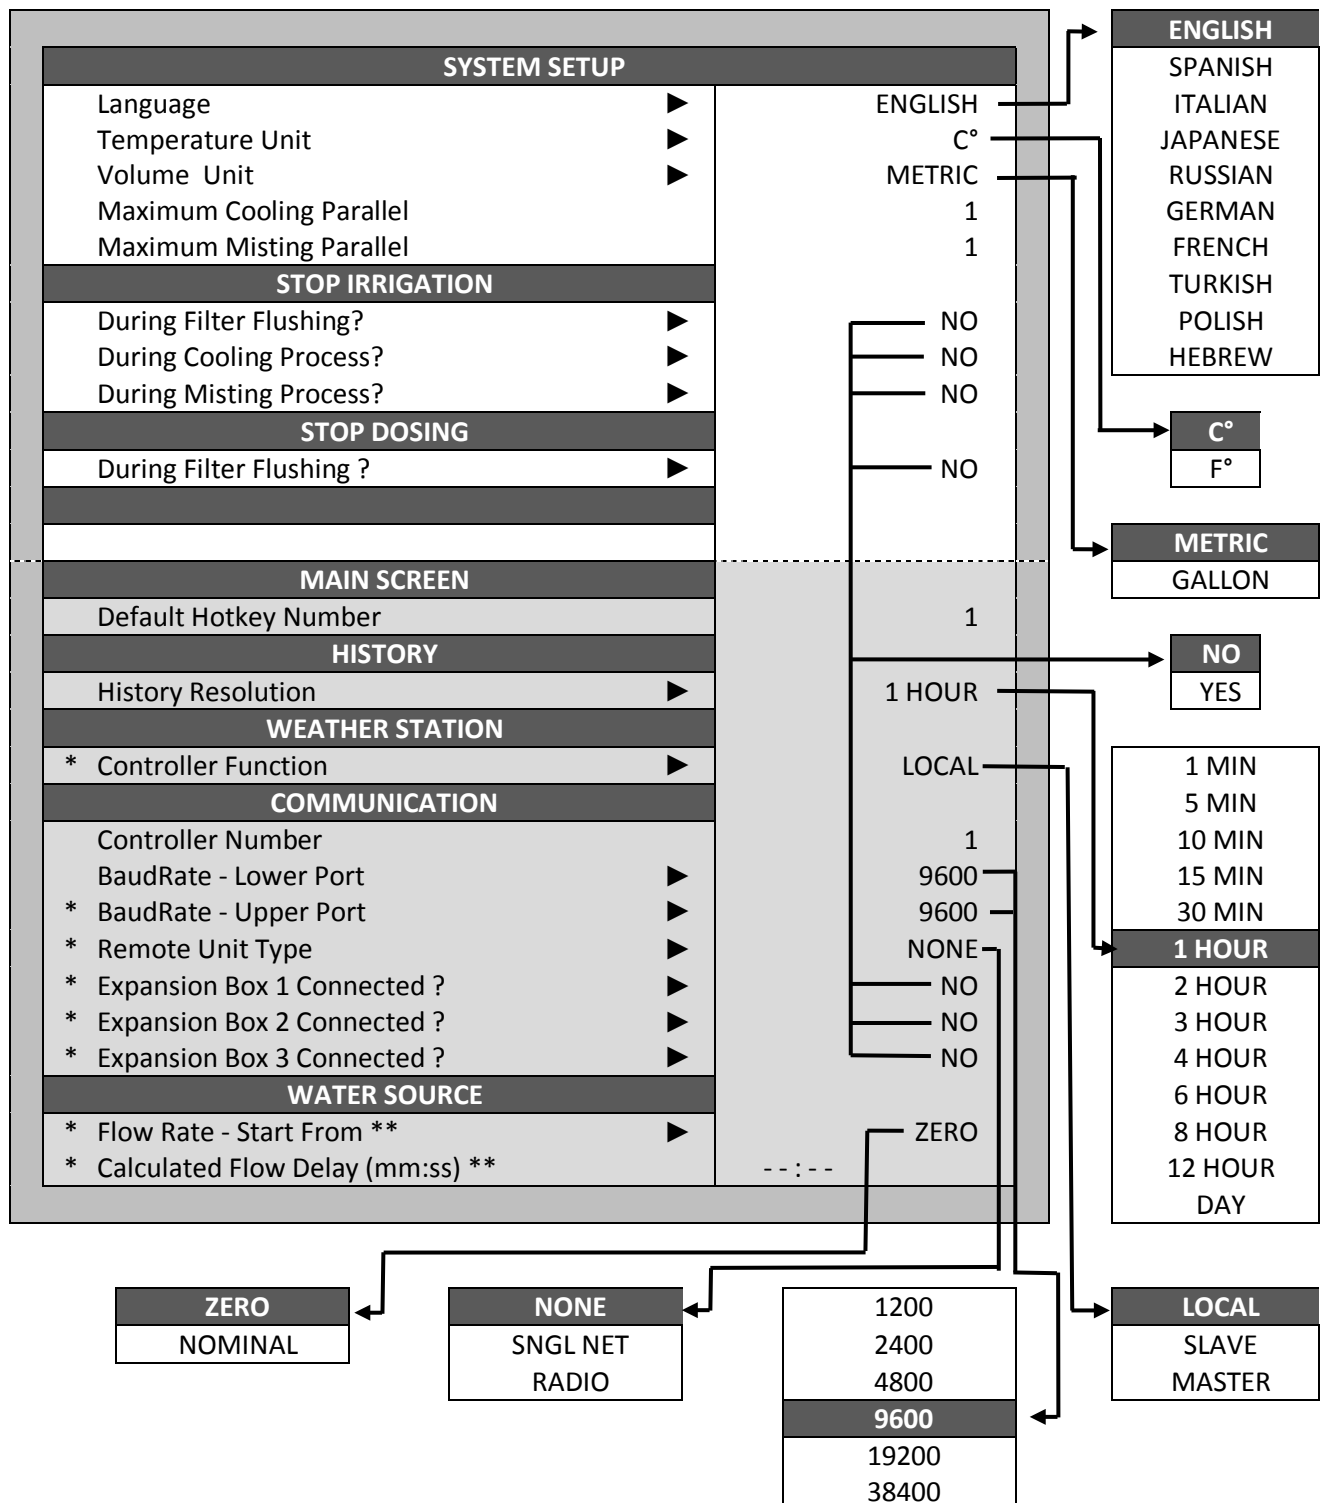 SYSTEM SETUP
Language ► ENGLISH
Temperature Unit ► C°
Volume Unit ► METRIC
Maximum Cooling Parallel 1
Maximum Misting Parallel 1
STOP IRRIGATION
During Filter Flushing? ► NO
During Cooling Process? ► NO
During Misting Process? ► NO
STOP DOSING
During Filter Flushing ? ► NO
MAIN SCREEN
Default Hotkey Number 1
HISTORY
History Resolution ► 1 HOUR
WEATHER STATION
* Controller Function ► LOCAL
COMMUNICATION
Controller Number 1
BaudRate - Lower Port ► 9600
* BaudRate - Upper Port ► 9600
* Remote Unit Type ► NONE
* Expansion Box 1 Connected ? ► NO
* Expansion Box 2 Connected ? ► NO
* Expansion Box 3 Connected ? ► NO
WATER SOURCE
* Flow Rate - Start From ** ► ZERO
* Calculated Flow Delay (mm:ss) ** - - : - -
ENGLISH
SPANISH
ITALIAN
JAPANESE
RUSSIAN
GERMAN
FRENCH
TURKISH
POLISH
HEBREW
C°
F°
METRIC
GALLON
NO
YES
1 MIN
5 MIN
10 MIN
15 MIN
30 MIN
1 HOUR
2 HOUR
3 HOUR
4 HOUR
6 HOUR
8 HOUR
12 HOUR
DAY
ZERO
NOMINAL
NONE
SNGL NET
RADIO
1200
2400
4800
9600
19200
38400
LOCAL
SLAVE
MASTER